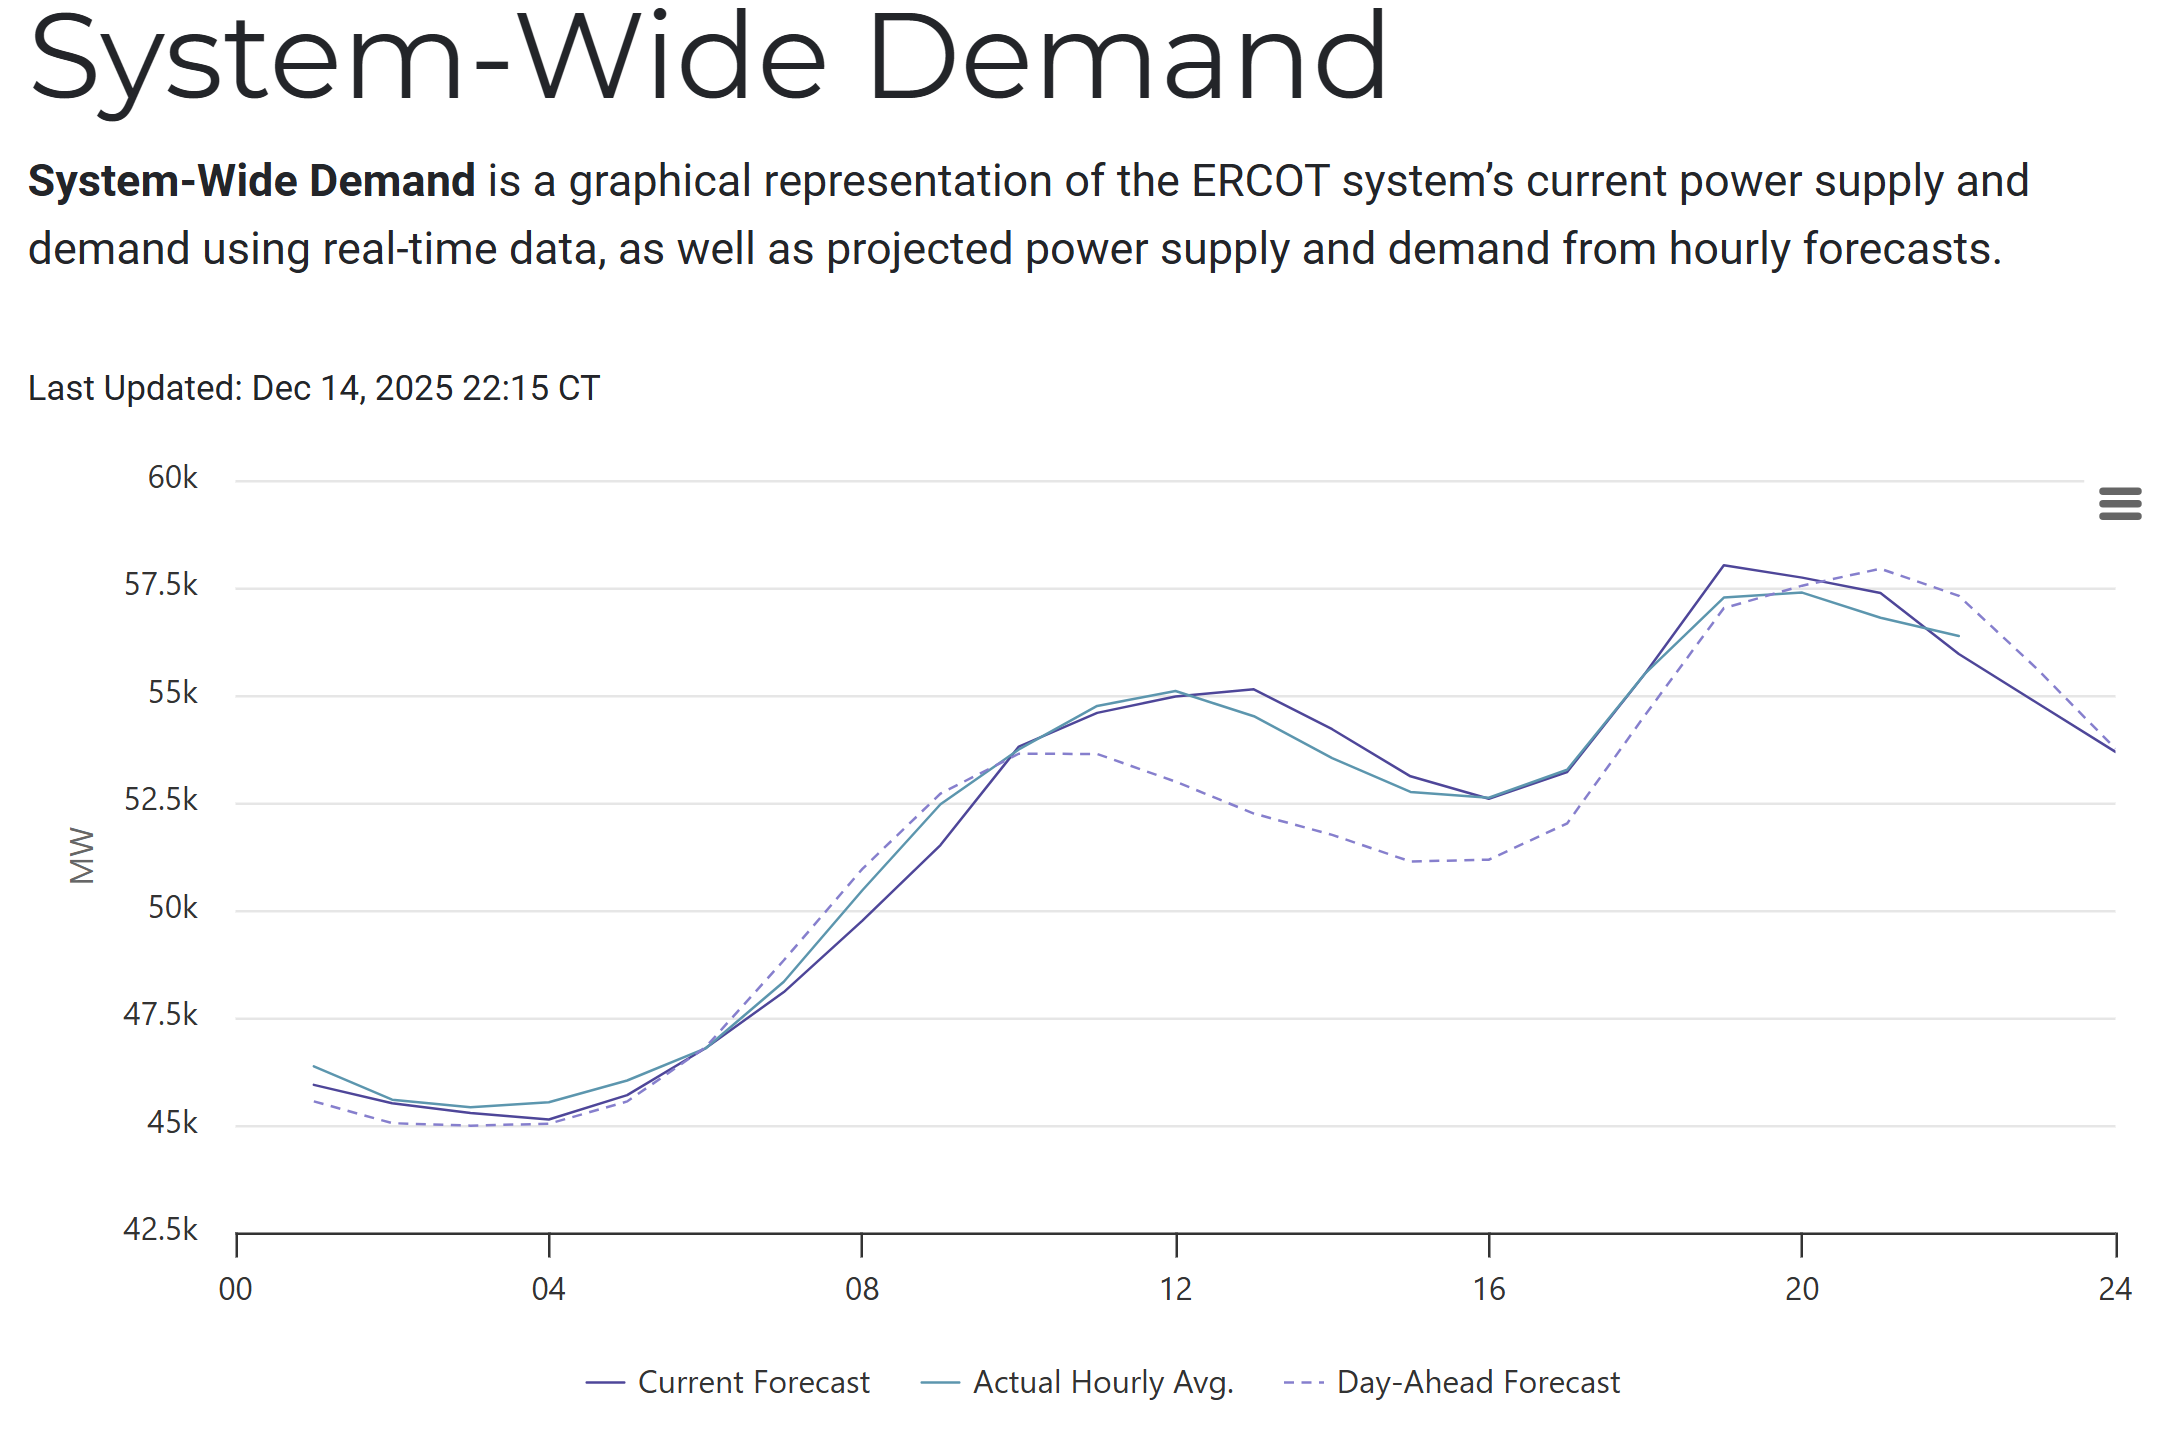 System-Wide Demand
System-Wide Demand is a graphical representation of the ERCOT system’s current power supply and
demand using real-time data, as well as projected power supply and demand from hourly forecasts.
Last Updated: Dec 14, 2025 22:15 CT
60k
57.5k
55k
52.5k
50k
47.5k
45k
42.5k
MW
00 04 08 12 16 20 24
Current Forecast Actual Hourly Avg. Day-Ahead Forecast